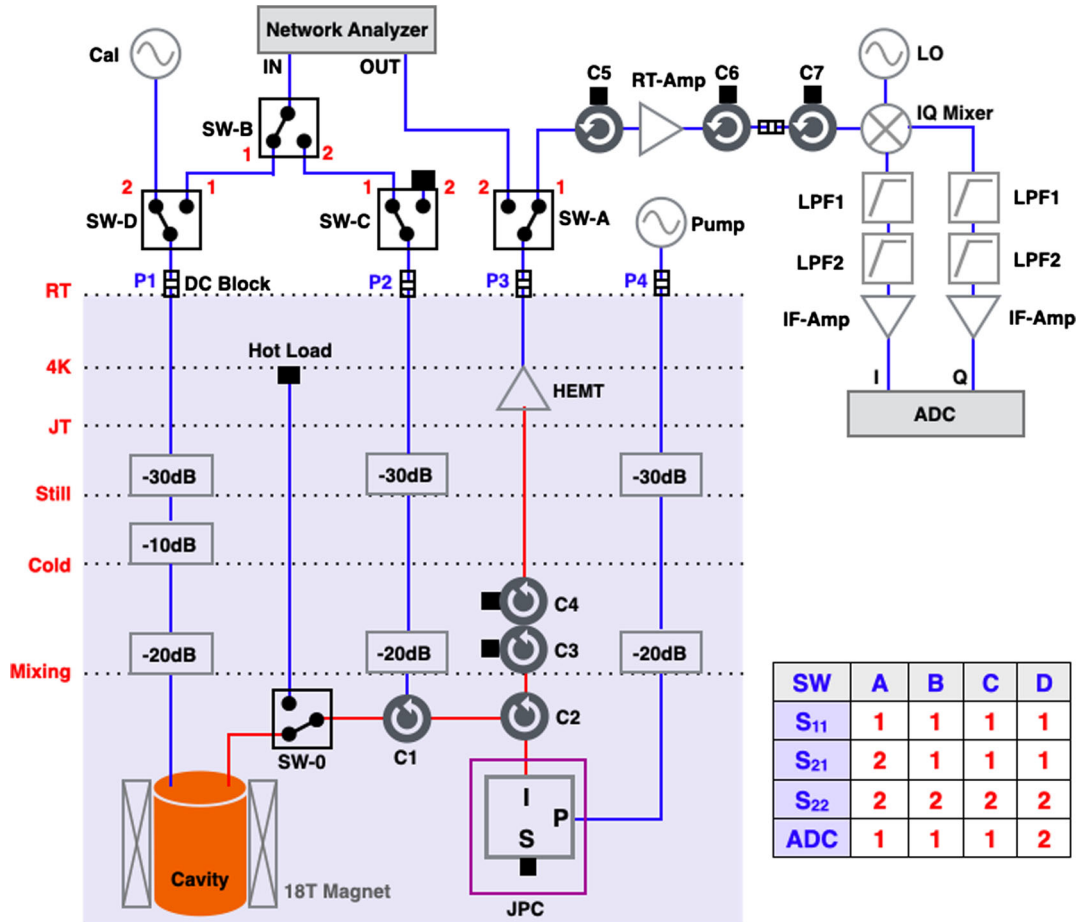 Network Analyzer
Cal
IN
OUT
C5
RT-Amp
C6
C7
LO
IQ Mixer
SW-B
1
2
2
1
1
2
2
1
SW-D
SW-C
SW-A
Pump
LPF1
LPF1
LPF2
LPF2
P1
DC Block
P2
P3
P4
RT
IF-Amp
IF-Amp
Hot Load
4K
HEMT
I
Q
ADC
JT
-30dB
-30dB
-30dB
Still
-10dB
Cold
C4
-20dB
-20dB
C3
-20dB
Mixing
SW-0
C1
C2
I
P
S
Cavity
18T Magnet
JPC
SW A B C D
S11 1 1 1 1
S21 2 1 1 1
S22 2 2 2 2
ADC 1 1 1 2